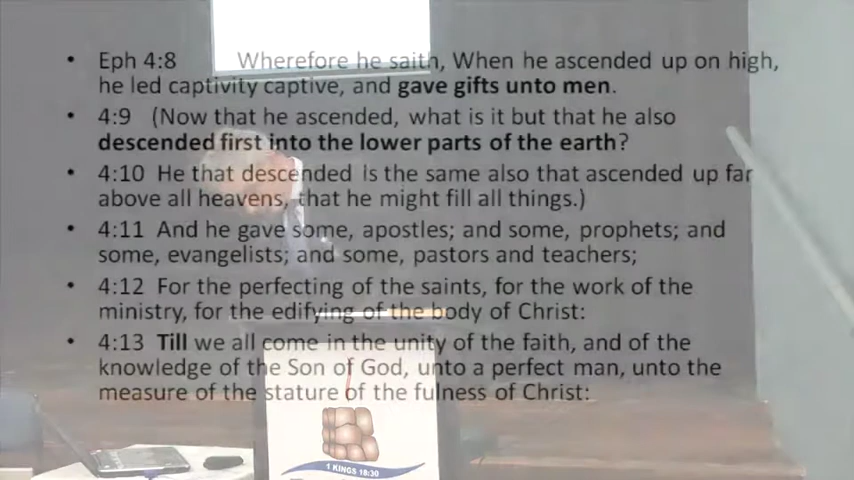 • Eph 4:8 Wherefore he saith, When he ascended up on high,
he led captivity captive, and gave gifts unto men.
• 4:9 (Now that he ascended, what is it but that he also
descended first into the lower parts of the earth?
• 4:10 He that descended is the same also that ascended up far
above all heavens, that he might fill all things.)
• 4:11 And he gave some, apostles; and some, prophets; and
some, evangelists; and some, pastors and teachers;
• 4:12 For the perfecting of the saints, for the work of the
ministry, for the edifying of the body of Christ:
• 4:13 Till we all come in the unity of the faith, and of the
knowledge of the Son of God, unto a perfect man, unto the
measure of the stature of the fulness of Christ:
1 KINGS 18:30